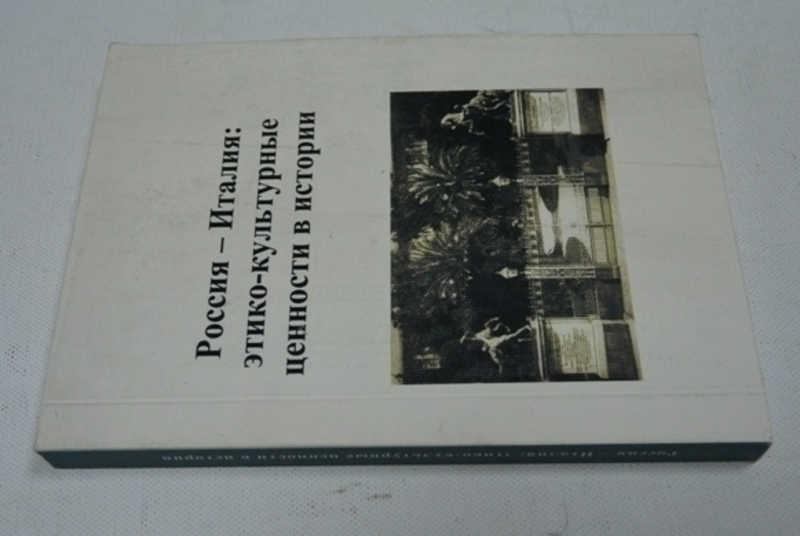 Россия – Италия:
этико-культурные
ценности в истории
Россия – Италия: этико-культурные ценности в истории